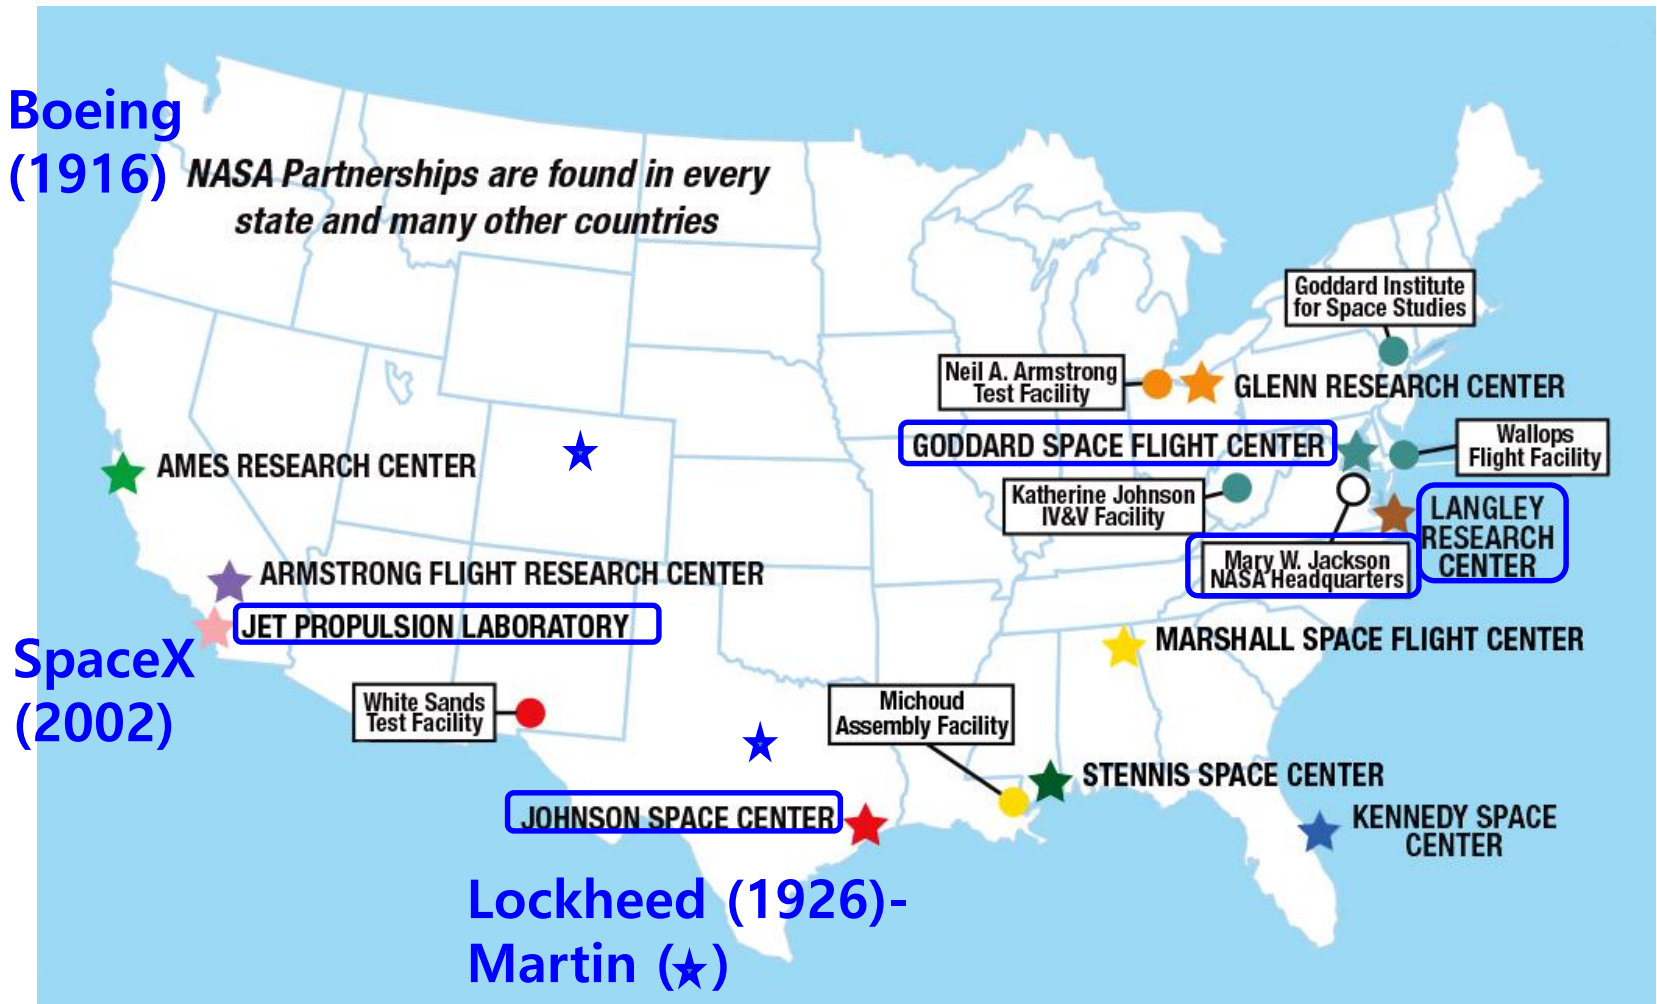 Boeing
(1916)
NASA Partnerships are found in every
state and many other countries
Goddard Institute
for Space Studies
Neil A. Armstrong
Test Facility
GLENN RESEARCH CENTER
GODDARD SPACE FLIGHT CENTER
Wallops
Flight Facility
AMES RESEARCH CENTER
Katherine Johnson
IV&V Facility
LANGLEY
RESEARCH
CENTER
Mary W. Jackson
NASA Headquarters
ARMSTRONG FLIGHT RESEARCH CENTER
JET PROPULSION LABORATORY
SpaceX
(2002)
MARSHALL SPACE FLIGHT CENTER
White Sands
Test Facility
Michoud
Assembly Facility
STENNIS SPACE CENTER
JOHNSON SPACE CENTER
KENNEDY SPACE
CENTER
Lockheed (1926)-
Martin (★)